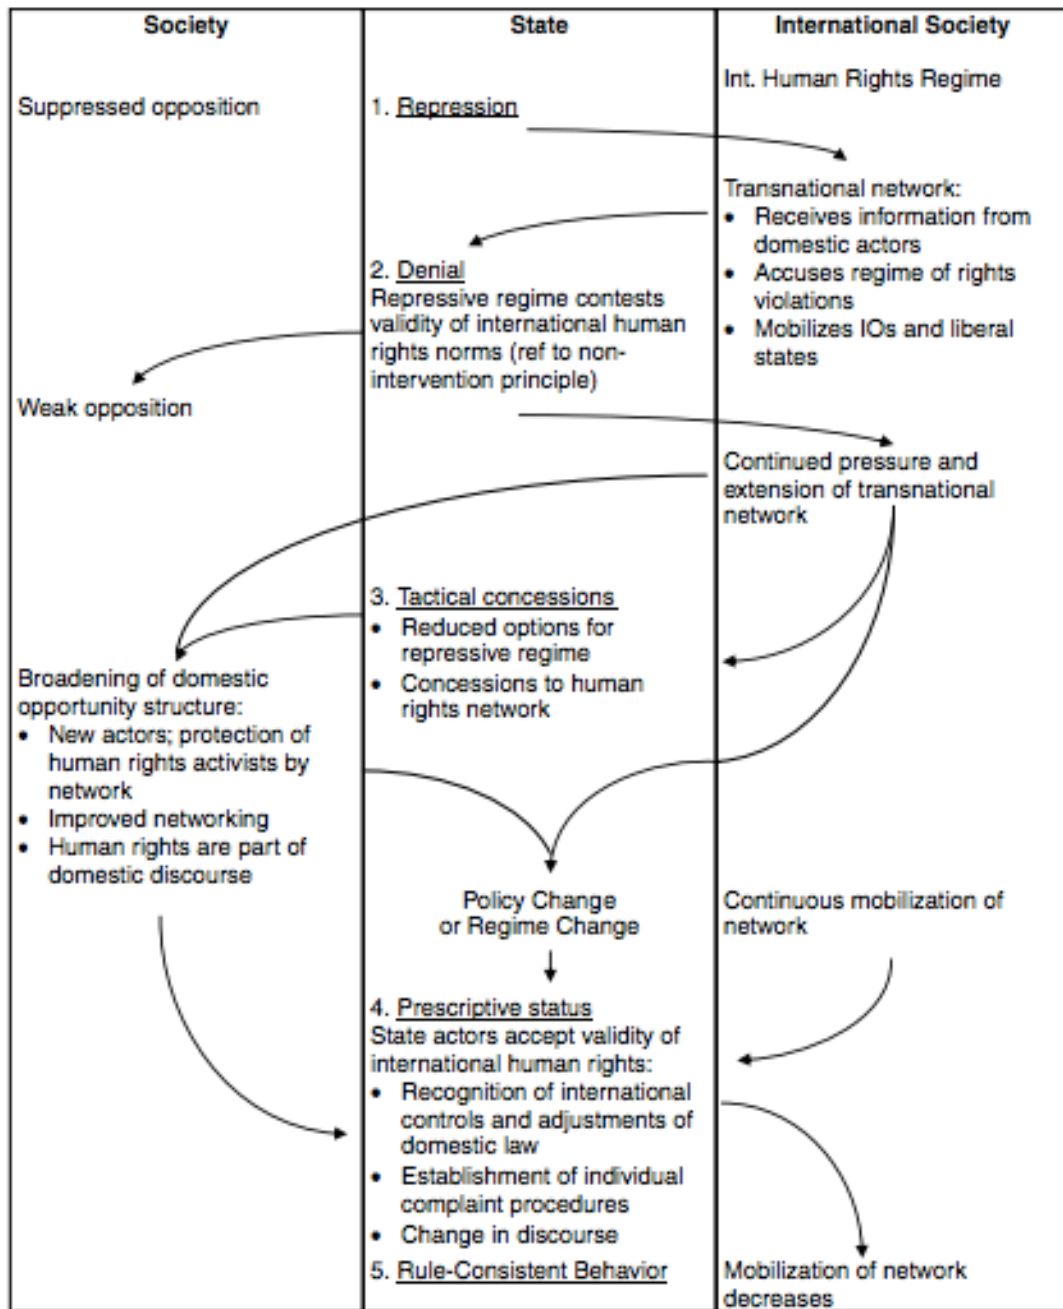 Society
State
International Society
Int. Human Rights Regime
Suppressed opposition
1. Repression
Transnational network:
• Receives information from
domestic actors
• Accuses regime of rights
violations
• Mobilizes IOs and liberal
states
2. Denial
Repressive regime contests
validity of international human
rights norms (ref to non-
intervention principle)
Weak opposition
Continued pressure and
extension of transnational
network
3. Tactical concessions
• Reduced options for
repressive regime
• Concessions to human
rights network
Broadening of domestic
opportunity structure:
• New actors; protection of
human rights activists by
network
• Improved networking
• Human rights are part of
domestic discourse
Policy Change
or Regime Change
Continuous mobilization of
network
4. Prescriptive status
State actors accept validity of
international human rights:
• Recognition of international
controls and adjustments of
domestic law
• Establishment of individual
complaint procedures
• Change in discourse
5. Rule-Consistent Behavior
Mobilization of network
decreases